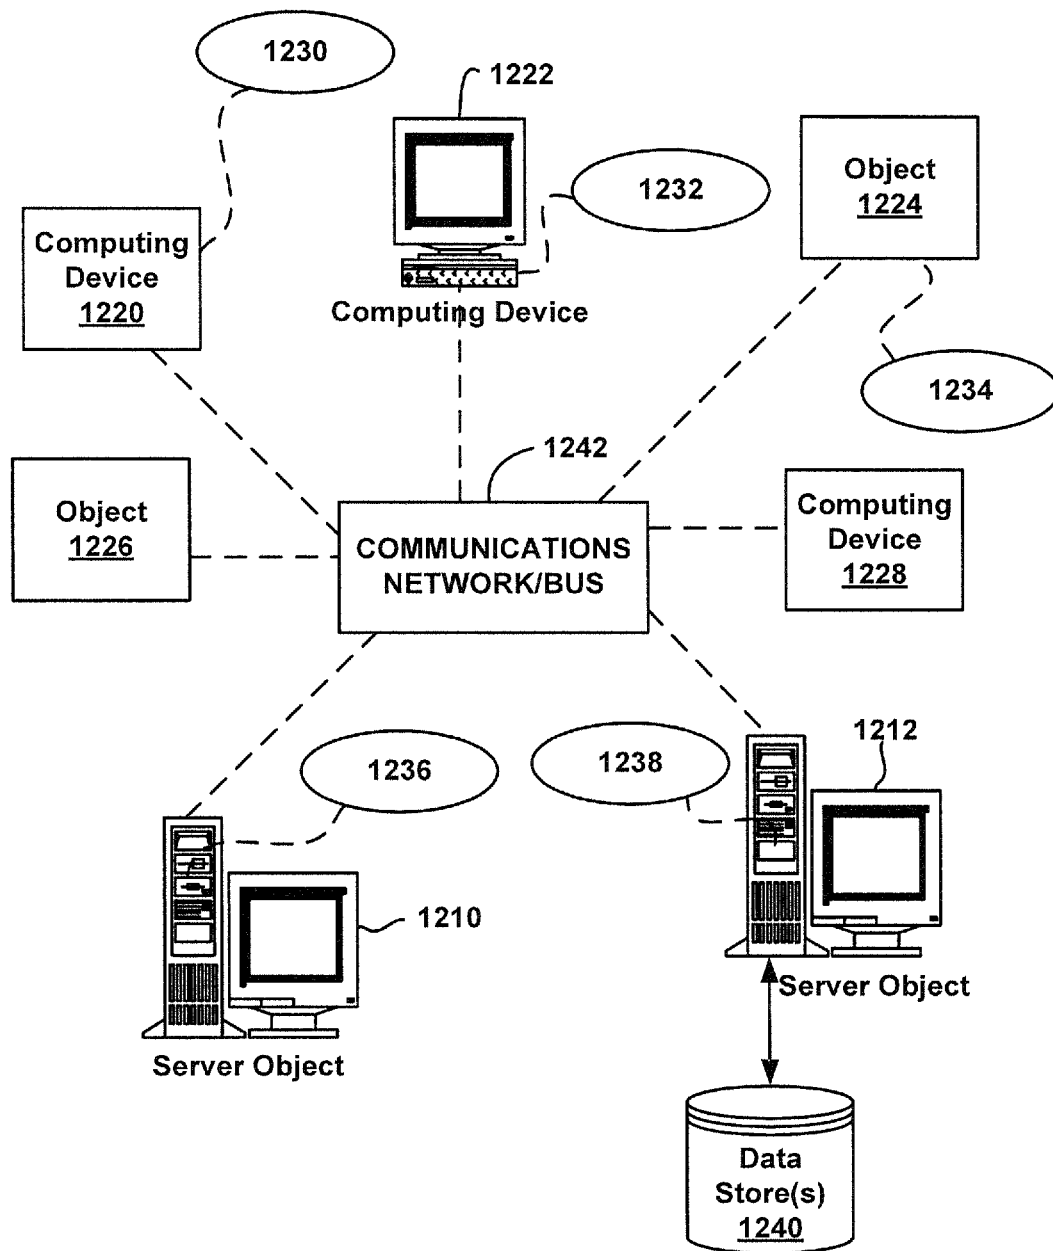 1230
1222
1232
Object
1224
Computing
Device
1220
Computing Device
1234
1242
Object
1226
COMMUNICATIONS
NETWORK/BUS
Computing
Device
1228
1236
1238
1212
1210
Server Object
Server Object
Data
Store(s)
1240